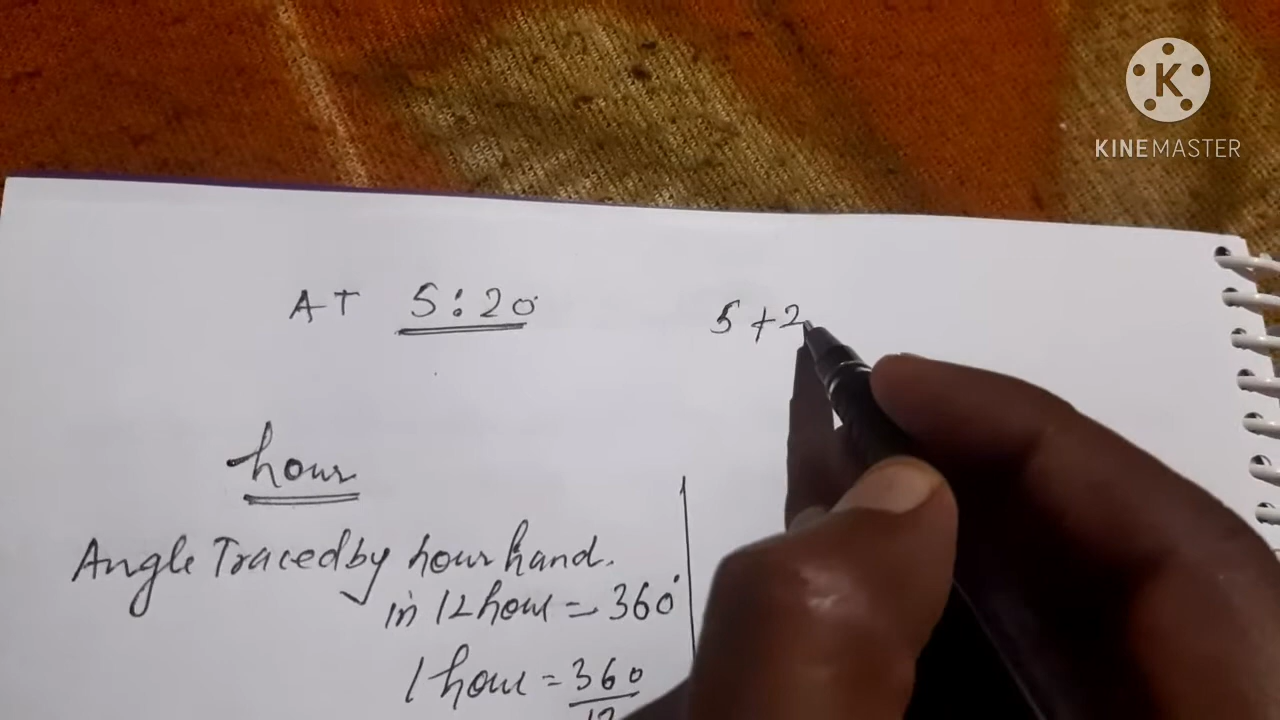 KINEMASTER
AT 5:20
5+2
hour
Angle Traced by hour hand.
in 12 hour = 360°
1 hour = 360
12